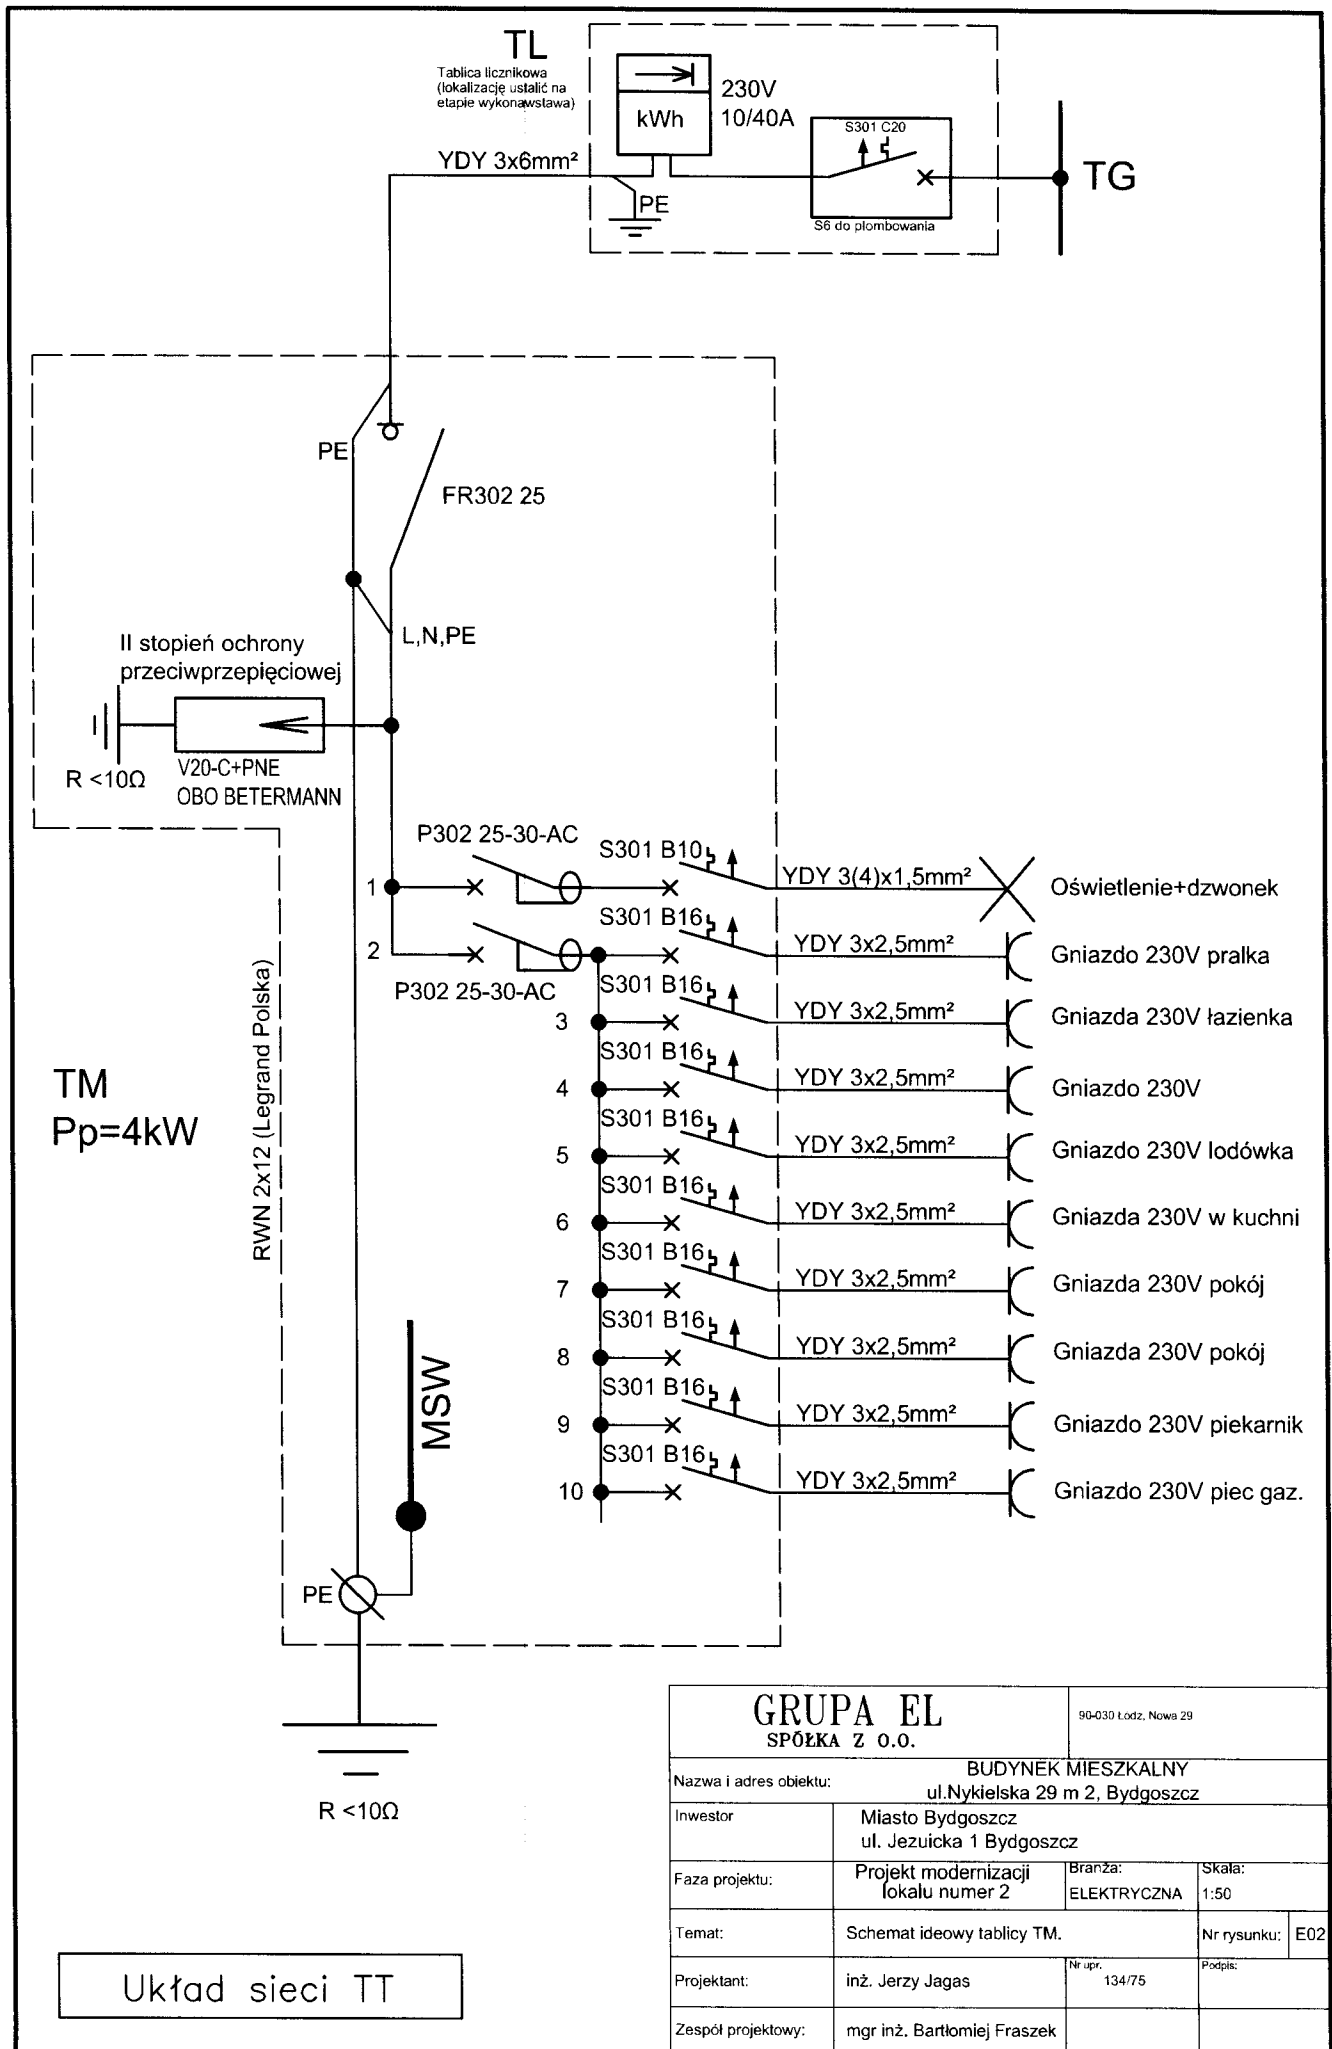 TL
Tablica licznikowa
(lokalizację ustalić na
etapie wykonawstawa)
230V
10/40A
kWh
S301 C20
YDY 3x6mm²
TG
PE
S6 do plombowania
PE
FR302 25
L,N,PE
II stopień ochrony
przeciwprzepięciowej
R <10Ω
V20-C+PNE
OBO BETERMANN
P302 25-30-AC
S301 B10
YDY 3(4)x1,5mm²
1
Oświetlenie+dzwonek
S301 B16
YDY 3x2,5mm²
2
Gniazdo 230V pralka
P302 25-30-AC
S301 B16
YDY 3x2,5mm²
3
Gniazda 230V łazienka
S301 B16
YDY 3x2,5mm²
4
Gniazdo 230V
S301 B16
YDY 3x2,5mm²
5
Gniazdo 230V lodówka
S301 B16
YDY 3x2,5mm²
6
Gniazda 230V w kuchni
S301 B16
YDY 3x2,5mm²
7
Gniazda 230V pokój
S301 B16
YDY 3x2,5mm²
8
Gniazda 230V pokój
S301 B16
YDY 3x2,5mm²
9
Gniazdo 230V piekarnik
S301 B16
YDY 3x2,5mm²
10
Gniazdo 230V piec gaz.
RWN 2x12 (Legrand Polska)
TM
Pp=4kW
MSW
PE
R <10Ω
Układ sieci TT
GRUPA EL
SPÓŁKA Z O.O.
90-030 Łodz, Nowa 29
Nazwa i adres obiektu:
BUDYNEK MIESZKALNY
ul.Nykielska 29 m 2, Bydgoszcz
Inwestor
Miasto Bydgoszcz
ul. Jezuicka 1 Bydgoszcz
Faza projektu:
Projekt modernizacji
lokalu numer 2
Branża:
ELEKTRYCZNA
Skala:
1:50
Temat:
Schemat ideowy tablicy TM.
Nr rysunku:
E02
Projektant:
inż. Jerzy Jagas
Nr upr.
134/75
Podpis:
Zespół projektowy:
mgr inż. Bartłomiej Fraszek